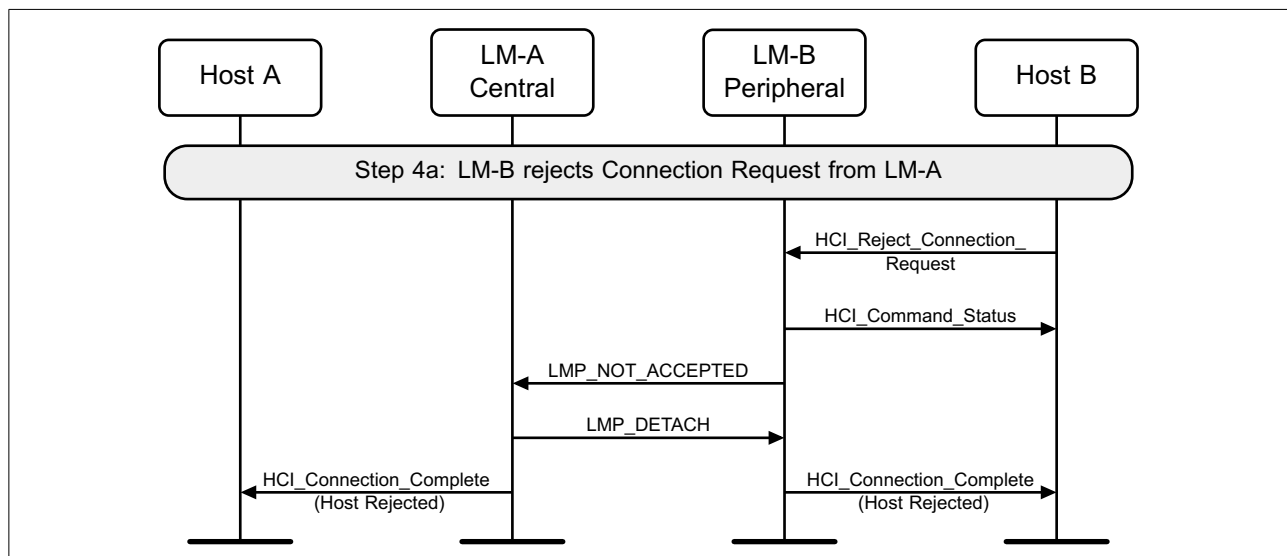 Host A
LM-A
Central
LM-B
Peripheral
Host B
Step 4a: LM-B rejects Connection Request from LM-A
HCI_Reject_Connection_
Request
HCI_Command_Status
LMP_NOT_ACCEPTED
LMP_DETACH
HCI_Connection_Complete
(Host Rejected)
HCI_Connection_Complete
(Host Rejected)